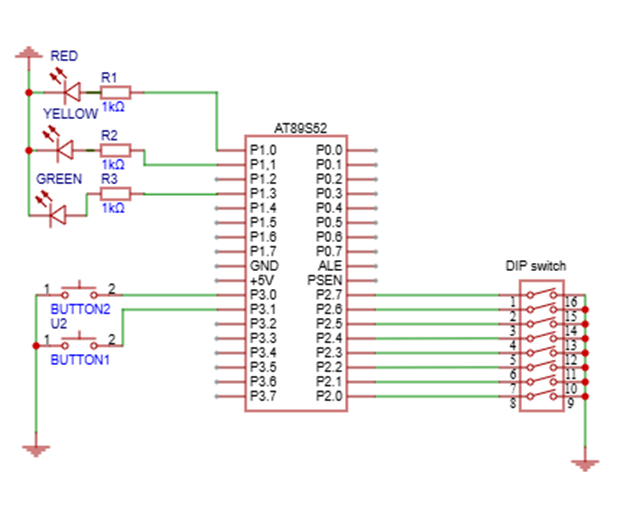 RED
R1
1kΩ
YELLOW
R2
1kΩ
GREEN
R3
1kΩ
AT89S52
P1.0 P0.0
P1,1 P0.1
P1.2 P0.2
P1.3 P0.3
P1.4 P0.4
P1.5 P0.5
P1.6 P0.6
P1.7 P0.7
GND ALE
+5V PSEN
P3.0 P2.7
P3.1 P2.6
P3.2 P2.5
P3.3 P2.4
P3.4 P2.3
P3.5 P2.2
P3.6 P2.1
P3.7 P2.0
1 2
BUTTON2
U2
1 2
BUTTON1
DIP switch
1 16
2 15
3 14
4 13
5 12
6 11
7 10
8 9